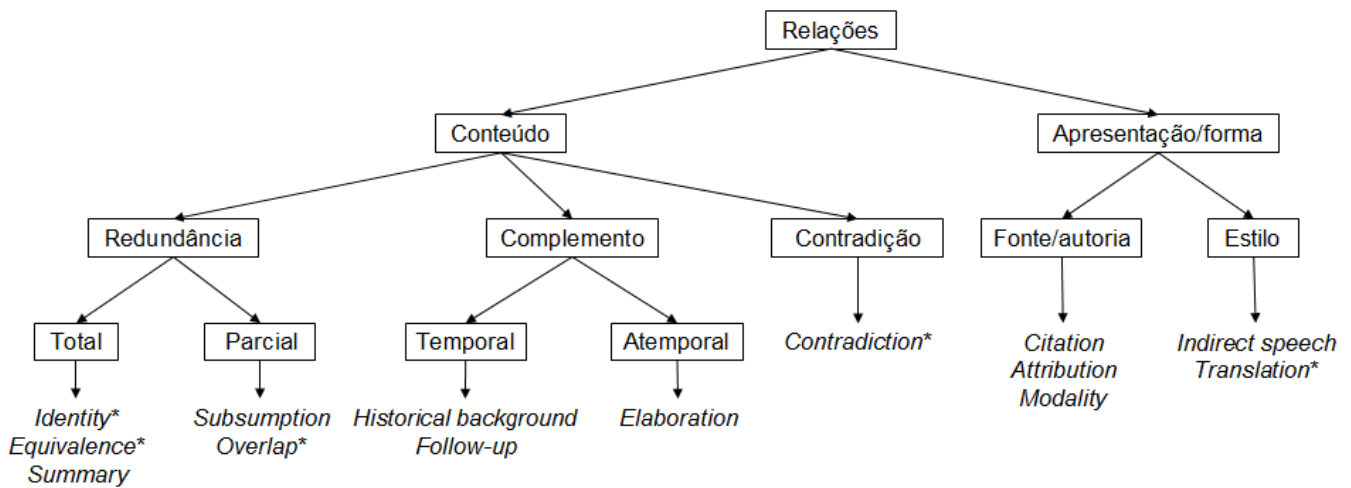 Relações
Conteúdo
Apresentação/forma
Redundância
Complemento
Contradição
Fonte/autoria
Estilo
Total
Parcial
Temporal
Atemporal
Contradiction*
Citation
Attribution
Modality
Indirect speech
Translation*
Identity*
Equivalence*
Summary
Subsumption
Overlap*
Historical background
Follow-up
Elaboration